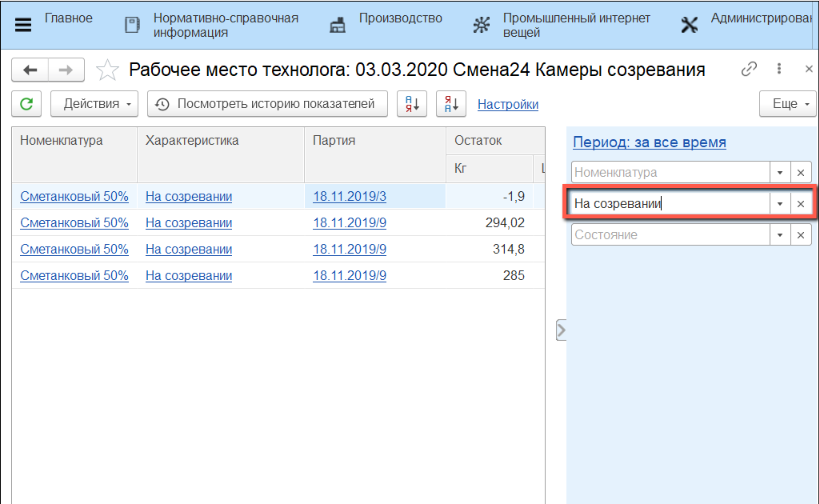 Главное
Нормативно-справочная
информация
Производство
Промышленный интернет
вещей
Администрирован
Рабочее место технолога: 03.03.2020 Смена24 Камеры созревания
Действия
Посмотреть историю показателей
Настройки
Еще
Номенклатура Характеристика Партия Остаток
Кг
Сметанковый 50% На созревании 18.11.2019/3 -1,9
Сметанковый 50% На созревании 18.11.2019/9 294,02
Сметанковый 50% На созревании 18.11.2019/9 314,8
Сметанковый 50% На созревании 18.11.2019/9 285
Период: за все время
Номенклатура
На созревании
Состояние